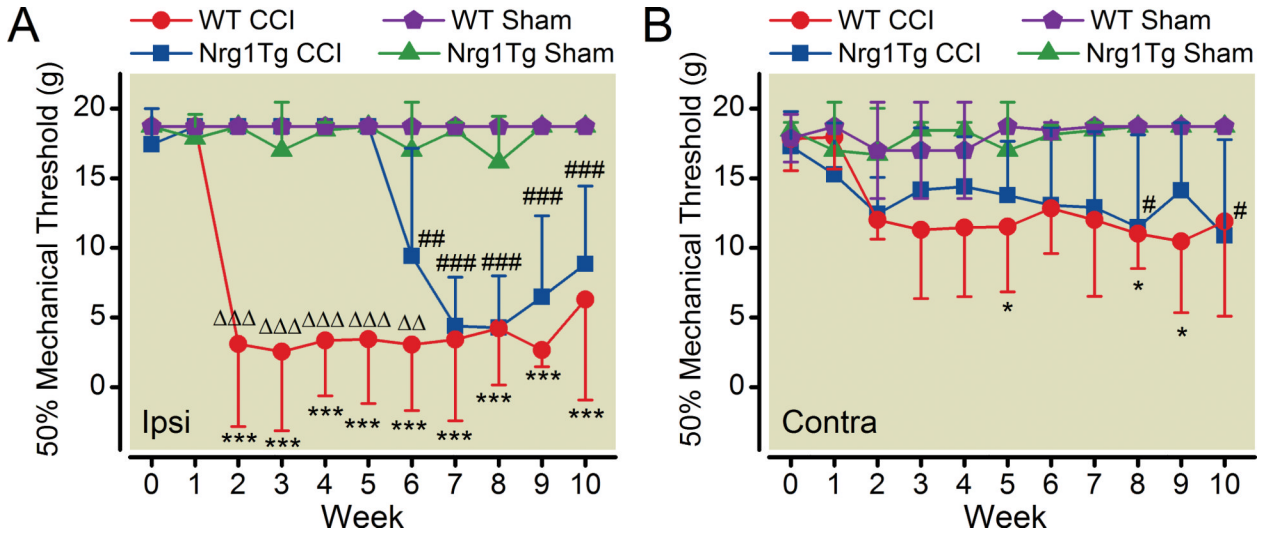 A
WT CCI WT Sham
Nrg1Tg CCI Nrg1Tg Sham
50% Mechanical Threshold (g)
20
15
10
5
0
ΔΔΔ ΔΔΔ ΔΔΔ ΔΔΔ ΔΔ
## ### ### ### ###
*** *** *** *** *** *** *** *** ***
Ipsi
0 1 2 3 4 5 6 7 8 9 10
Week
B
WT CCI WT Sham
Nrg1Tg CCI Nrg1Tg Sham
50% Mechanical Threshold (g)
20
15
10
5
0
# #
* * *
Contra
0 1 2 3 4 5 6 7 8 9 10
Week